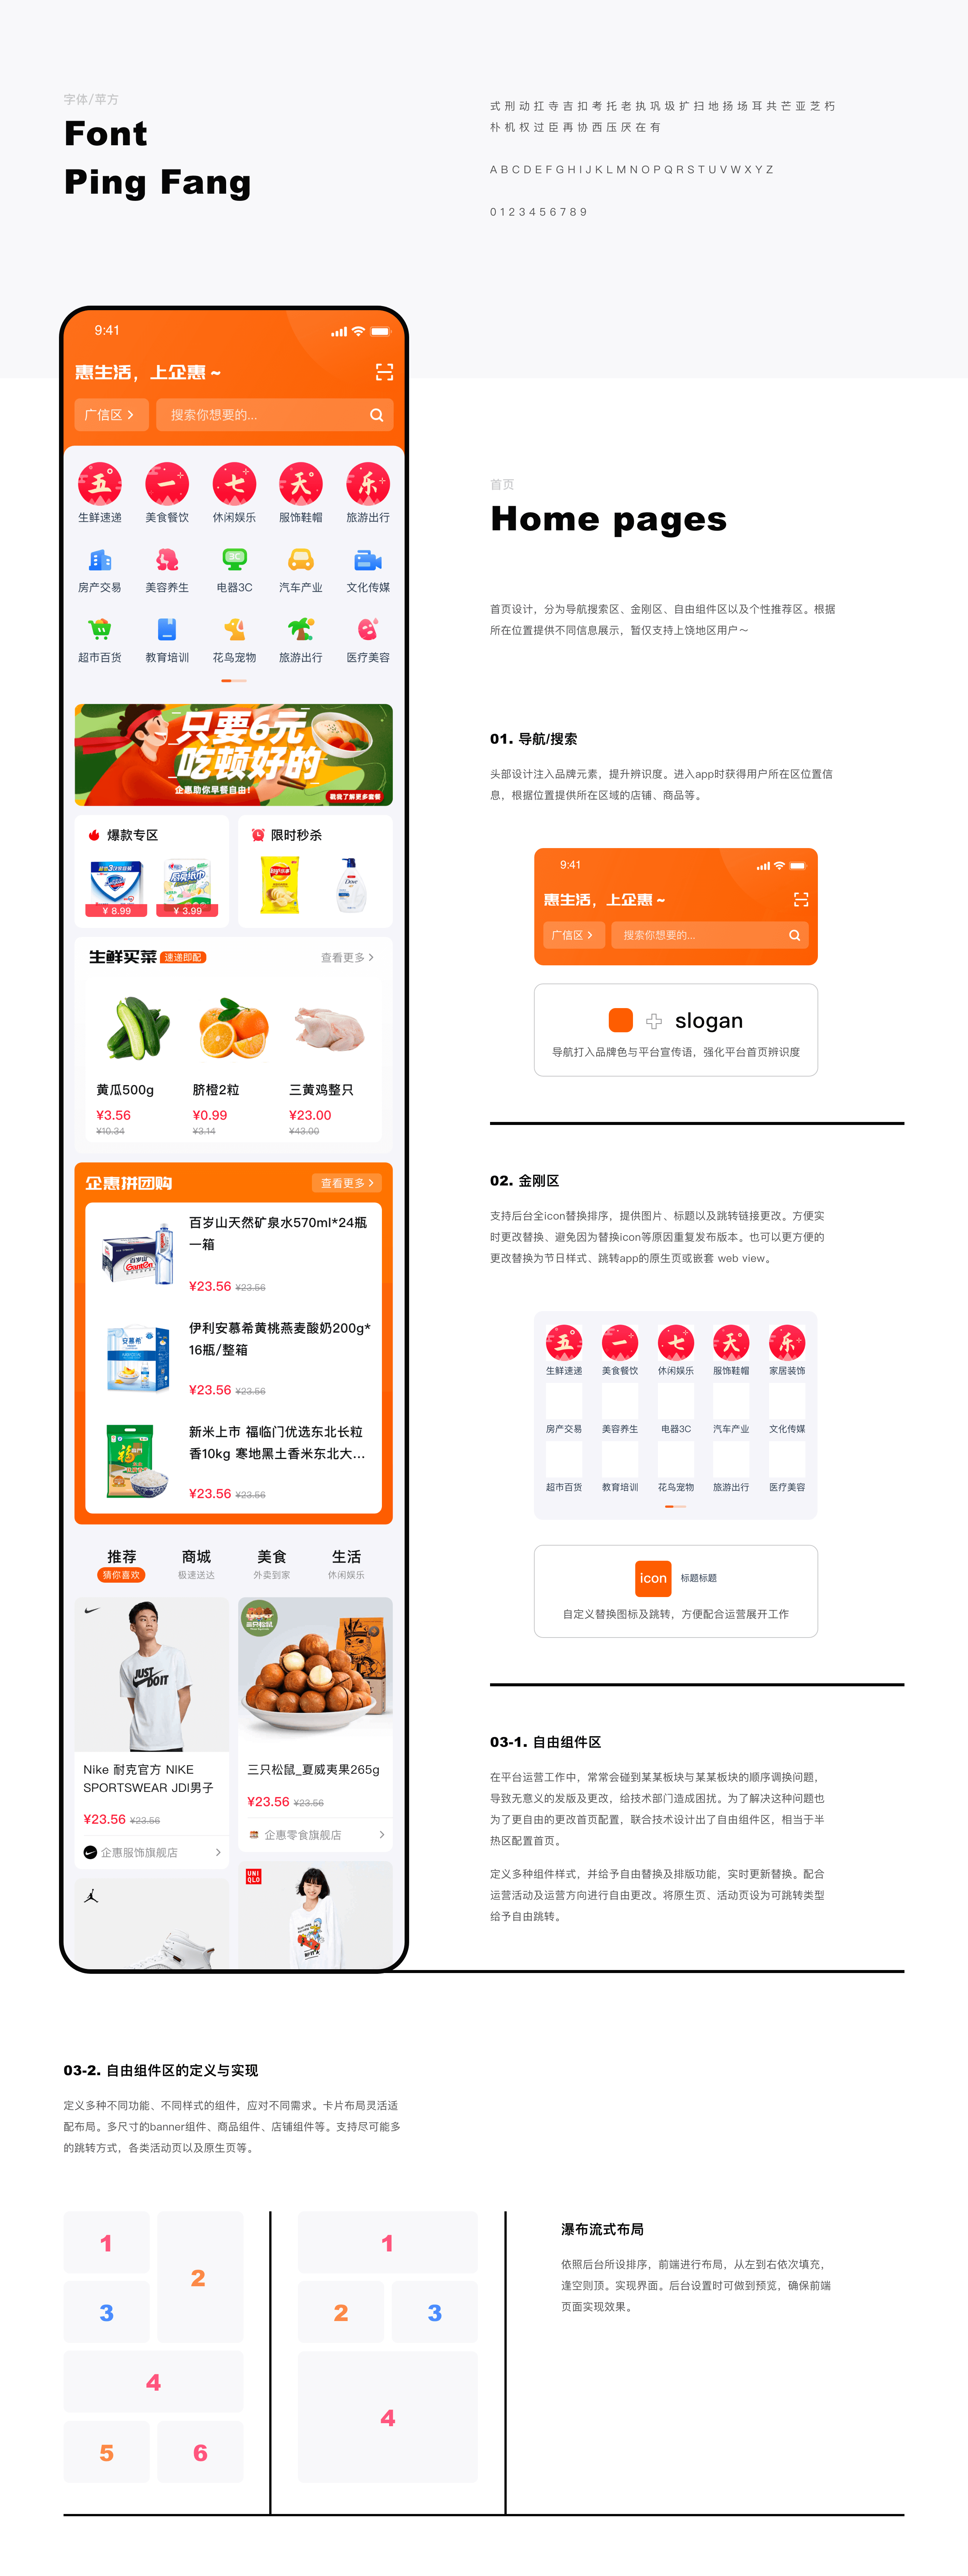 字体/苹方
Font
Ping Fang
式刑动扛寺吉扣考托老执巩圾扩扫地扬场耳共芒亚芝朽
朴机权过臣再协西压厌在有
ABCDEFGHIJKLMNOPQRSTUVWXYZ
0123456789
9:41
惠生活，上企惠～
广信区
搜索你想要的...
五 一 七 天 乐
生鲜速递 美食餐饮 休闲娱乐 服饰鞋帽 旅游出行
3C
房产交易 美容养生 电器3C 汽车产业 文化传媒
超市百货 教育培训 花鸟宠物 旅游出行 医疗美容
只要6元
吃顿好的
企惠助你早餐自由！
戳我了解更多套餐
爆款专区
¥ 8.99 ¥ 3.99
限时秒杀
Lay's
Dove
生鲜买菜 速递即配 查看更多
黄瓜500g 脐橙2粒 三黄鸡整只
¥3.56 ¥0.99 ¥23.00
¥10.34 ¥3.14 ¥43.00
企惠拼团购 查看更多
百岁山
Ganten
百岁山天然矿泉水570ml*24瓶
一箱
¥23.56 ¥23.56
安慕希
伊利安慕希黄桃燕麦酸奶200g*
16瓶/整箱
¥23.56 ¥23.56
福
新米上市 福临门优选东北长粒
香10kg 寒地黑土香米东北大...
¥23.56 ¥23.56
推荐 商城 美食 生活
猜你喜欢 极速送达 外卖到家 休闲娱乐
JUST
DO IT
Nike 耐克官方 NIKE
SPORTSWEAR JDI男子
¥23.56 ¥23.56
企惠服饰旗舰店
三只松鼠
三只松鼠_夏威夷果265g
¥23.56 ¥23.56
企惠零食旗舰店
UNI
QLO
首页
Home pages
首页设计，分为导航搜索区、金刚区、自由组件区以及个性推荐区。根据
所在位置提供不同信息展示，暂仅支持上饶地区用户～
01. 导航/搜索
头部设计注入品牌元素，提升辨识度。进入app时获得用户所在区位置信
息，根据位置提供所在区域的店铺、商品等。
9:41
惠生活，上企惠～
广信区
搜索你想要的...
slogan
导航打入品牌色与平台宣传语，强化平台首页辨识度
02. 金刚区
支持后台全icon替换排序，提供图片、标题以及跳转链接更改。方便实
时更改替换、避免因为替换icon等原因重复发布版本。也可以更方便的
更改替换为节日样式、跳转app的原生页或嵌套 web view。
五 一 七 天 乐
生鲜速递 美食餐饮 休闲娱乐 服饰鞋帽 家居装饰
房产交易 美容养生 电器3C 汽车产业 文化传媒
超市百货 教育培训 花鸟宠物 旅游出行 医疗美容
icon 标题标题
自定义替换图标及跳转，方便配合运营展开工作
03-1. 自由组件区
在平台运营工作中，常常会碰到某某板块与某某板块的顺序调换问题，
导致无意义的发版及更改，给技术部门造成困扰。为了解决这种问题也
为了更自由的更改首页配置，联合技术设计出了自由组件区，相当于半
热区配置首页。
定义多种组件样式，并给予自由替换及排版功能，实时更新替换。配合
运营活动及运营方向进行自由更改。将原生页、活动页设为可跳转类型
给予自由跳转。
03-2. 自由组件区的定义与实现
定义多种不同功能、不同样式的组件，应对不同需求。卡片布局灵活适
配布局。多尺寸的banner组件、商品组件、店铺组件等。支持尽可能多
的跳转方式，各类活动页以及原生页等。
1
2
3
4
5
6
1
2
3
4
瀑布流式布局
依照后台所设排序，前端进行布局，从左到右依次填充，
逢空则顶。实现界面。后台设置时可做到预览，确保前端
页面实现效果。